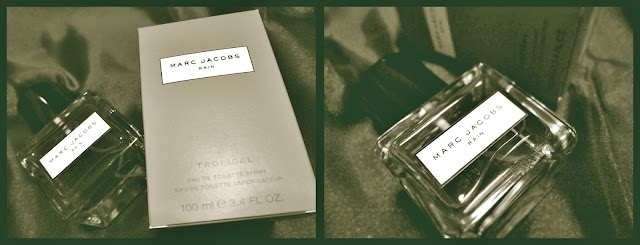 MARC JACOBS
RAIN
MARC JACOBS
RAIN
TROPICAL
EAU DE TOILETTE SPRAY
EAU DE TOILETTE VAPORISATEUR
100 ml e 3.4 FL.OZ.
MARC JACOBS
RAIN